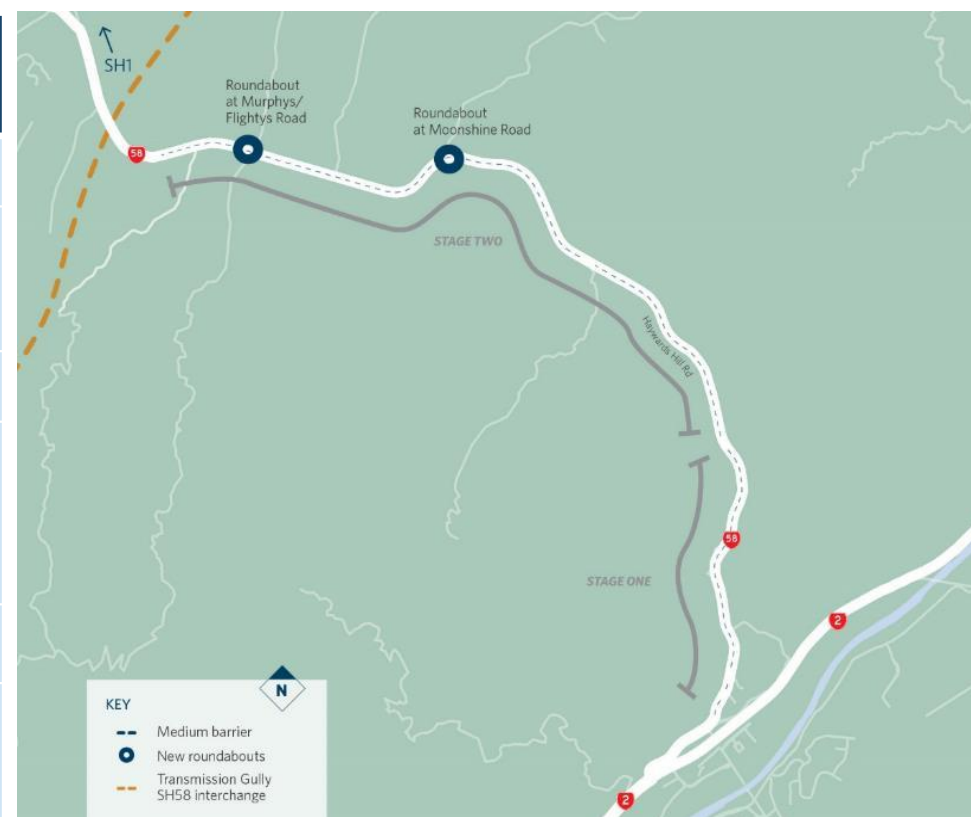 SH1
Roundabout
at Murphys/
Flightys Road
Roundabout
at Moonshine Road
58
STAGE TWO
Haywards Hill Rd
58
STAGE ONE
2
N
KEY
Medium barrier
New roundabouts
Transmission Gully
SH58 interchange
2